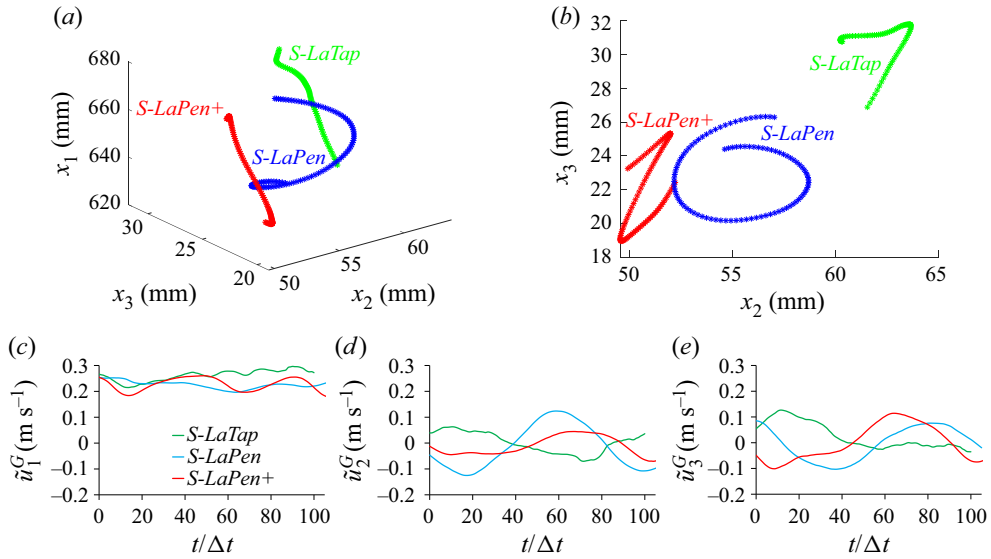 (a)
(b)
680
660
640
620
x₁ (mm)
S-LaTap
S-LaPen+
S-LaPen
30
25
20
x₃ (mm)
50
55
60
x₂ (mm)
32
30
28
26
24
22
20
18
x₃ (mm)
S-LaTap
S-LaPen+
S-LaPen
50
55
60
65
x₂ (mm)
(c)
(d)
(e)
0.3
0.2
0.1
0
–0.1
–0.2
ũ₁ᴳ (m s⁻¹)
S-LaTap
S-LaPen
S-LaPen+
0 20 40 60 80 100
t/Δt
0.3
0.2
0.1
0
–0.1
–0.2
ũ₂ᴳ (m s⁻¹)
0 20 40 60 80 100
t/Δt
0.3
0.2
0.1
0
–0.1
–0.2
ũ₃ᴳ (m s⁻¹)
0 20 40 60 80 100
t/Δt